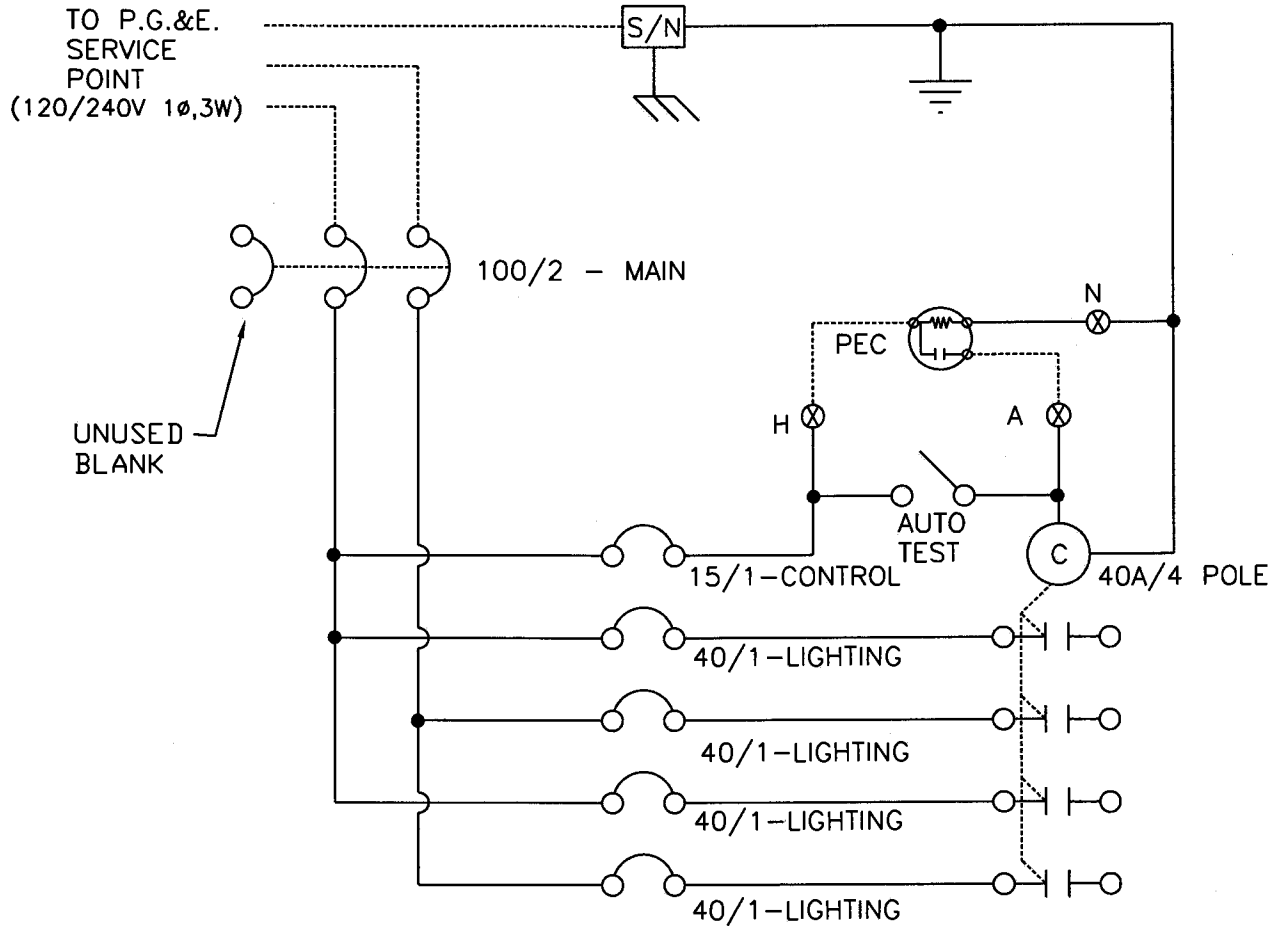 TO P.G.&E.
SERVICE
POINT
(120/240V 1ø,3W)
S/N
100/2 - MAIN
UNUSED
BLANK
N
PEC
H
A
AUTO
TEST
C
15/1-CONTROL
40A/4 POLE
40/1-LIGHTING
40/1-LIGHTING
40/1-LIGHTING
40/1-LIGHTING